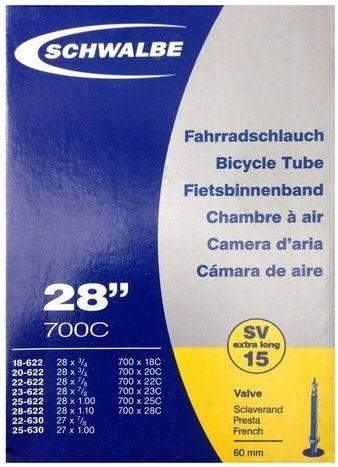 SCHWALBE
Fahrradschlauch
Bicycle Tube
Fietsbinnenband
Chambre à air
Camera d'aria
Cámara de aire
28"
700C
SV
extra long
15
18-622 28 x 3/4 700 x 18C
20-622 28 x 3/4 700 x 20C
22-622 28 x 7/8 700 x 22C
23-622 28 x 7/8 700 x 23C
25-622 28 x 1.00 700 x 25C
28-622 28 x 1.10 700 x 28C
22-630 27 x 7/8
25-630 27 x 1.00
Valve
Sclaverand
Presta
French
60 mm